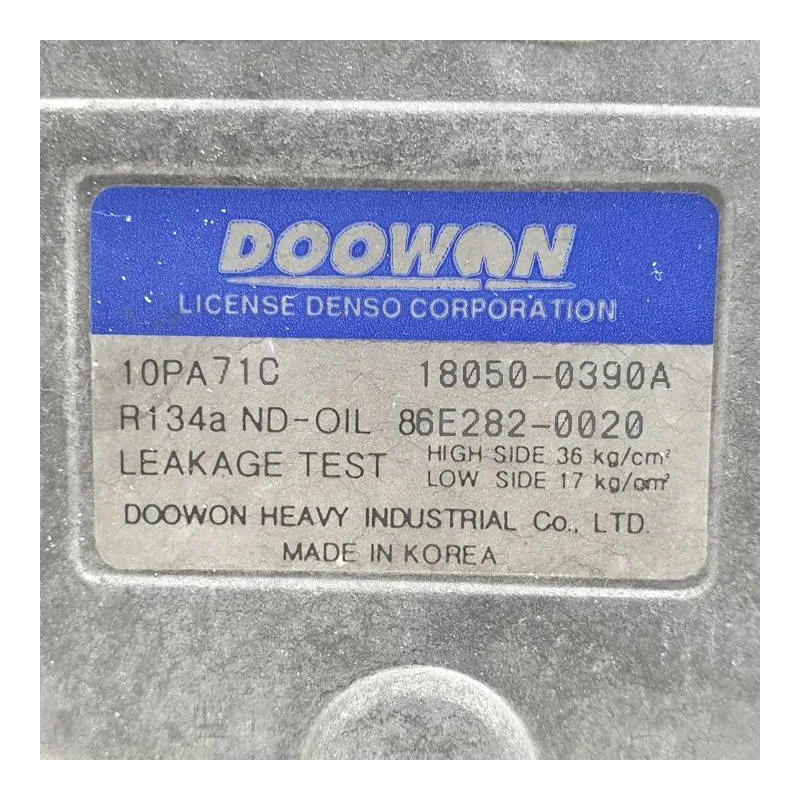 DOOWON
LICENSE DENSO CORPORATION
10PA71C 18050-0390A
R134a ND-OIL 86E282-0020
LEAKAGE TEST HIGH SIDE 36 kg/cm²
LOW SIDE 17 kg/cm²
DOOWON HEAVY INDUSTRIAL Co., LTD.
MADE IN KOREA